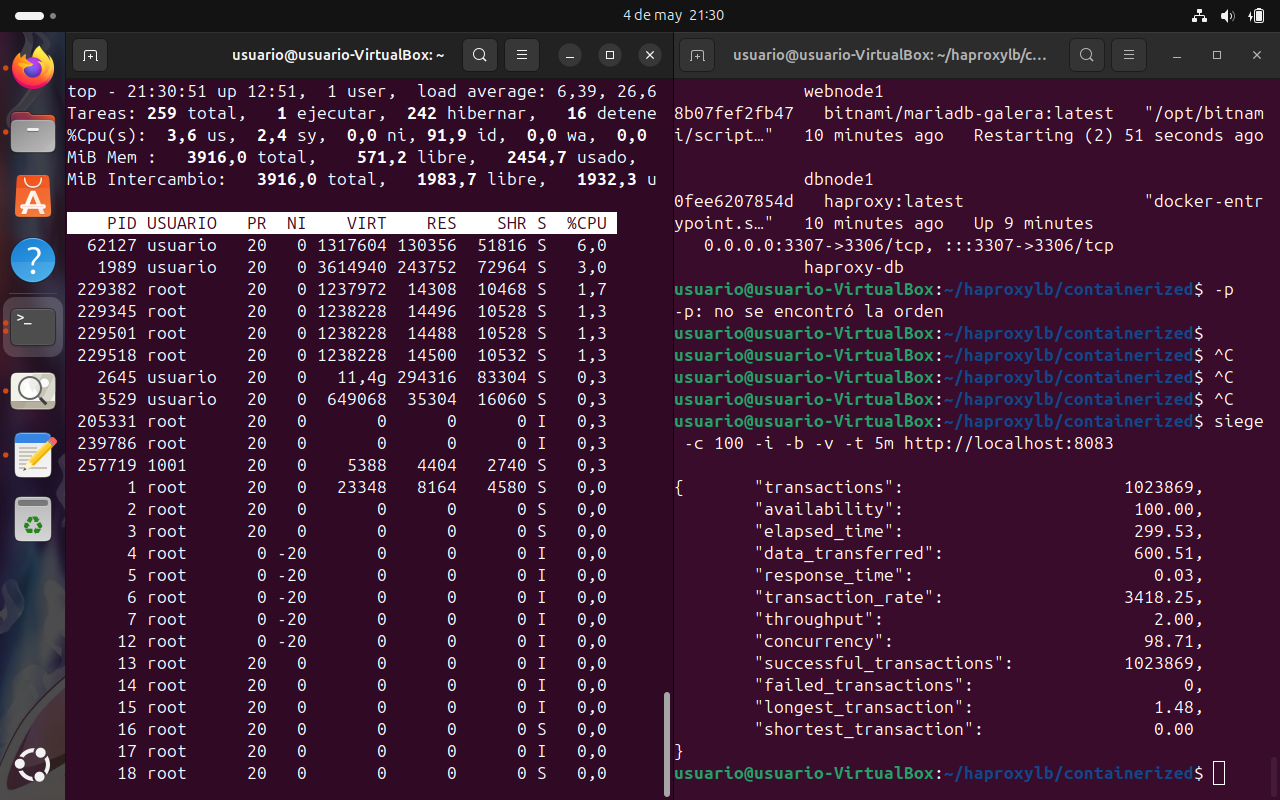 4 de may 21:30
usuario@usuario-VirtualBox: ~
top - 21:30:51 up 12:51, 1 user, load average: 6,39, 26,6
Tareas: 259 total, 1 ejecutar, 242 hibernar, 16 detene
%Cpu(s): 3,6 us, 2,4 sy, 0,0 ni, 91,9 id, 0,0 wa, 0,0
MiB Mem : 3916,0 total, 571,2 libre, 2454,7 usado,
MiB Intercambio: 3916,0 total, 1983,7 libre, 1932,3 u
PID USUARIO PR NI VIRT RES SHR S %CPU
62127 usuario 20 0 1317604 130356 51816 S 6,0
1989 usuario 20 0 3614940 243752 72964 S 3,0
229382 root 20 0 1237972 14308 10468 S 1,7
229345 root 20 0 1238228 14496 10528 S 1,3
229501 root 20 0 1238228 14488 10528 S 1,3
229518 root 20 0 1238228 14500 10532 S 1,3
2645 usuario 20 0 11,4g 294316 83304 S 0,3
3529 usuario 20 0 649068 35304 16060 S 0,3
205331 root 20 0 0 0 0 I 0,3
239786 root 20 0 0 0 0 I 0,3
257719 1001 20 0 5388 4404 2740 S 0,3
1 root 20 0 23348 8164 4580 S 0,0
2 root 20 0 0 0 0 S 0,0
3 root 20 0 0 0 0 S 0,0
4 root 0 -20 0 0 0 I 0,0
5 root 0 -20 0 0 0 I 0,0
6 root 0 -20 0 0 0 I 0,0
7 root 0 -20 0 0 0 I 0,0
12 root 0 -20 0 0 0 I 0,0
13 root 20 0 0 0 0 I 0,0
14 root 20 0 0 0 0 I 0,0
15 root 20 0 0 0 0 I 0,0
16 root 20 0 0 0 0 S 0,0
17 root 20 0 0 0 0 I 0,0
18 root 20 0 0 0 0 S 0,0
usuario@usuario-VirtualBox: ~/haproxylb/c...
webnode1
8b07fef2fb47 bitnami/mariadb-galera:latest "/opt/bitnam
i/script…" 10 minutes ago Restarting (2) 51 seconds ago
dbnode1
0fee6207854d haproxy:latest "docker-entr
ypoint.s…" 10 minutes ago Up 9 minutes
0.0.0.0:3307->3306/tcp, :::3307->3306/tcp
haproxy-db
usuario@usuario-VirtualBox:~/haproxylb/containerized$ -p
-p: no se encontró la orden
usuario@usuario-VirtualBox:~/haproxylb/containerized$
usuario@usuario-VirtualBox:~/haproxylb/containerized$ ^C
usuario@usuario-VirtualBox:~/haproxylb/containerized$ ^C
usuario@usuario-VirtualBox:~/haproxylb/containerized$ ^C
usuario@usuario-VirtualBox:~/haproxylb/containerized$ siege
-c 100 -i -b -v -t 5m http://localhost:8083
{ "transactions": 1023869,
"availability": 100.00,
"elapsed_time": 299.53,
"data_transferred": 600.51,
"response_time": 0.03,
"transaction_rate": 3418.25,
"throughput": 2.00,
"concurrency": 98.71,
"successful_transactions": 1023869,
"failed_transactions": 0,
"longest_transaction": 1.48,
"shortest_transaction": 0.00
}
usuario@usuario-VirtualBox:~/haproxylb/containerized$